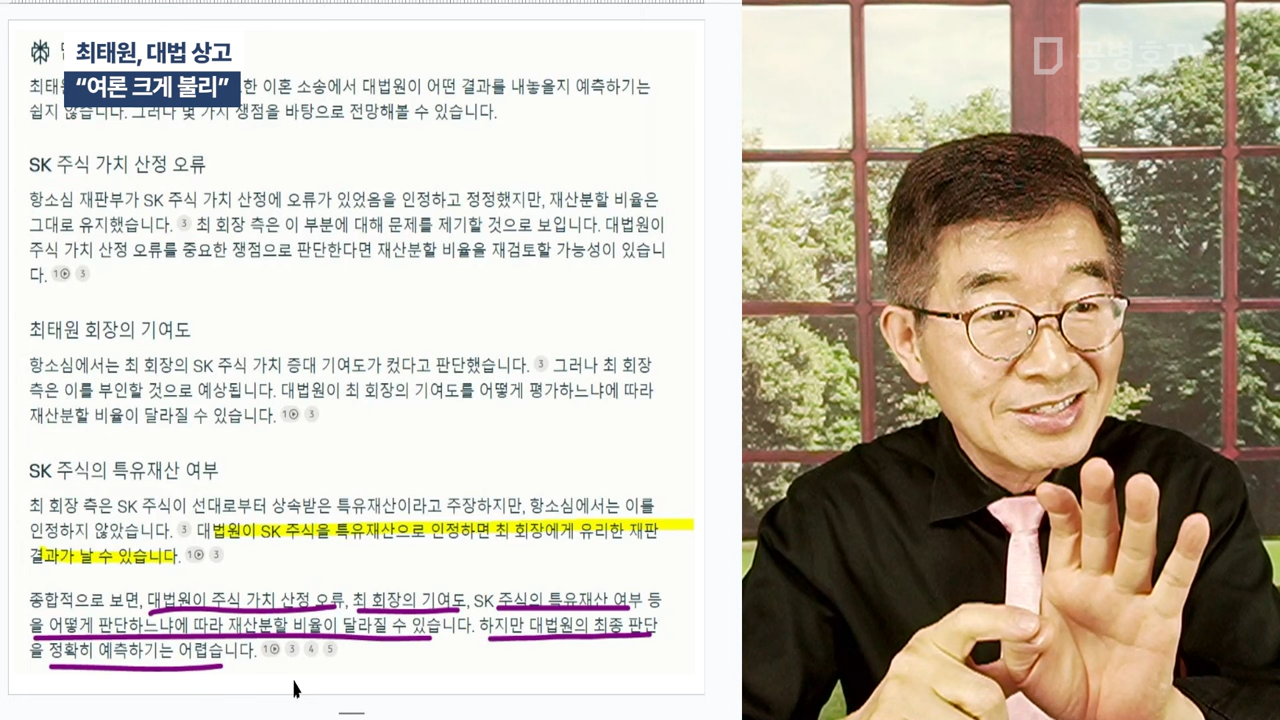 최태원, 대법 상고
“여론 크게 불리”
한 이혼 소송에서 대법원이 어떤 결과를 내놓을지 예측하기는
쉽지 않습니다. 그러나 몇 가지 쟁점을 바탕으로 전망해볼 수 있습니다.
SK 주식 가치 산정 오류
항소심 재판부가 SK 주식 가치 산정에 오류가 있었음을 인정하고 정정했지만, 재산분할 비율은
그대로 유지했습니다. 3 최 회장 측은 이 부분에 대해 문제를 제기할 것으로 보입니다. 대법원이
주식 가치 산정 오류를 중요한 쟁점으로 판단한다면 재산분할 비율을 재검토할 가능성이 있습니
다. 1 3
최태원 회장의 기여도
항소심에서는 최 회장의 SK 주식 가치 증대 기여도가 컸다고 판단했습니다. 3 그러나 최 회장
측은 이를 부인할 것으로 예상됩니다. 대법원이 최 회장의 기여도를 어떻게 평가하느냐에 따라
재산분할 비율이 달라질 수 있습니다. 1 3
SK 주식의 특유재산 여부
최 회장 측은 SK 주식이 선대로부터 상속받은 특유재산이라고 주장하지만, 항소심에서는 이를
인정하지 않았습니다. 3 대법원이 SK 주식을 특유재산으로 인정하면 최 회장에게 유리한 재판
결과가 날 수 있습니다. 1 3
종합적으로 보면, 대법원이 주식 가치 산정 오류, 최 회장의 기여도, SK 주식의 특유재산 여부 등
을 어떻게 판단하느냐에 따라 재산분할 비율이 달라질 수 있습니다. 하지만 대법원의 최종 판단
을 정확히 예측하기는 어렵습니다. 1 3 4 5
공병호TV